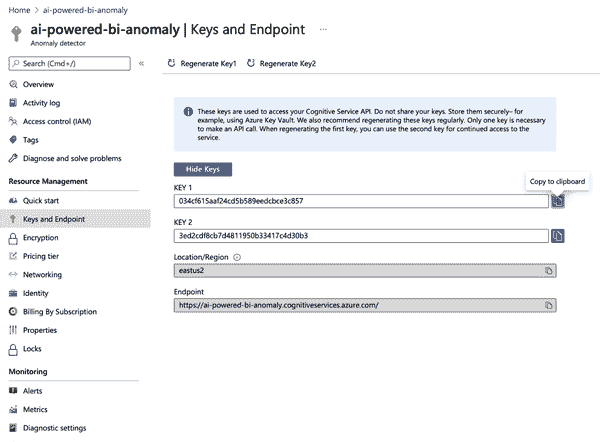 Home > ai-powered-bi-anomaly
ai-powered-bi-anomaly | Keys and Endpoint ...
Anomaly detector
Search (Cmd+/)
«
Regenerate Key1
Regenerate Key2
Overview
Activity log
Access control (IAM)
Tags
Diagnose and solve problems
Resource Management
Quick start
Keys and Endpoint
Encryption
Pricing tier
Networking
Identity
Billing By Subscription
Properties
Locks
Monitoring
Alerts
Metrics
Diagnostic settings
These keys are used to access your Cognitive Service API. Do not share your keys. Store them securely– for
example, using Azure Key Vault. We also recommend regenerating these keys regularly. Only one key is necessary
to make an API call. When regenerating the first key, you can use the second key for continued access to the
service.
Hide Keys
Copy to clipboard
KEY 1
034cf615aaf24cd5b589eedcbce3c857
KEY 2
3ed2cdf8cb7d4811950b33417c4d30b3
Location/Region
eastus2
Endpoint
https://ai-powered-bi-anomaly.cognitiveservices.azure.com/